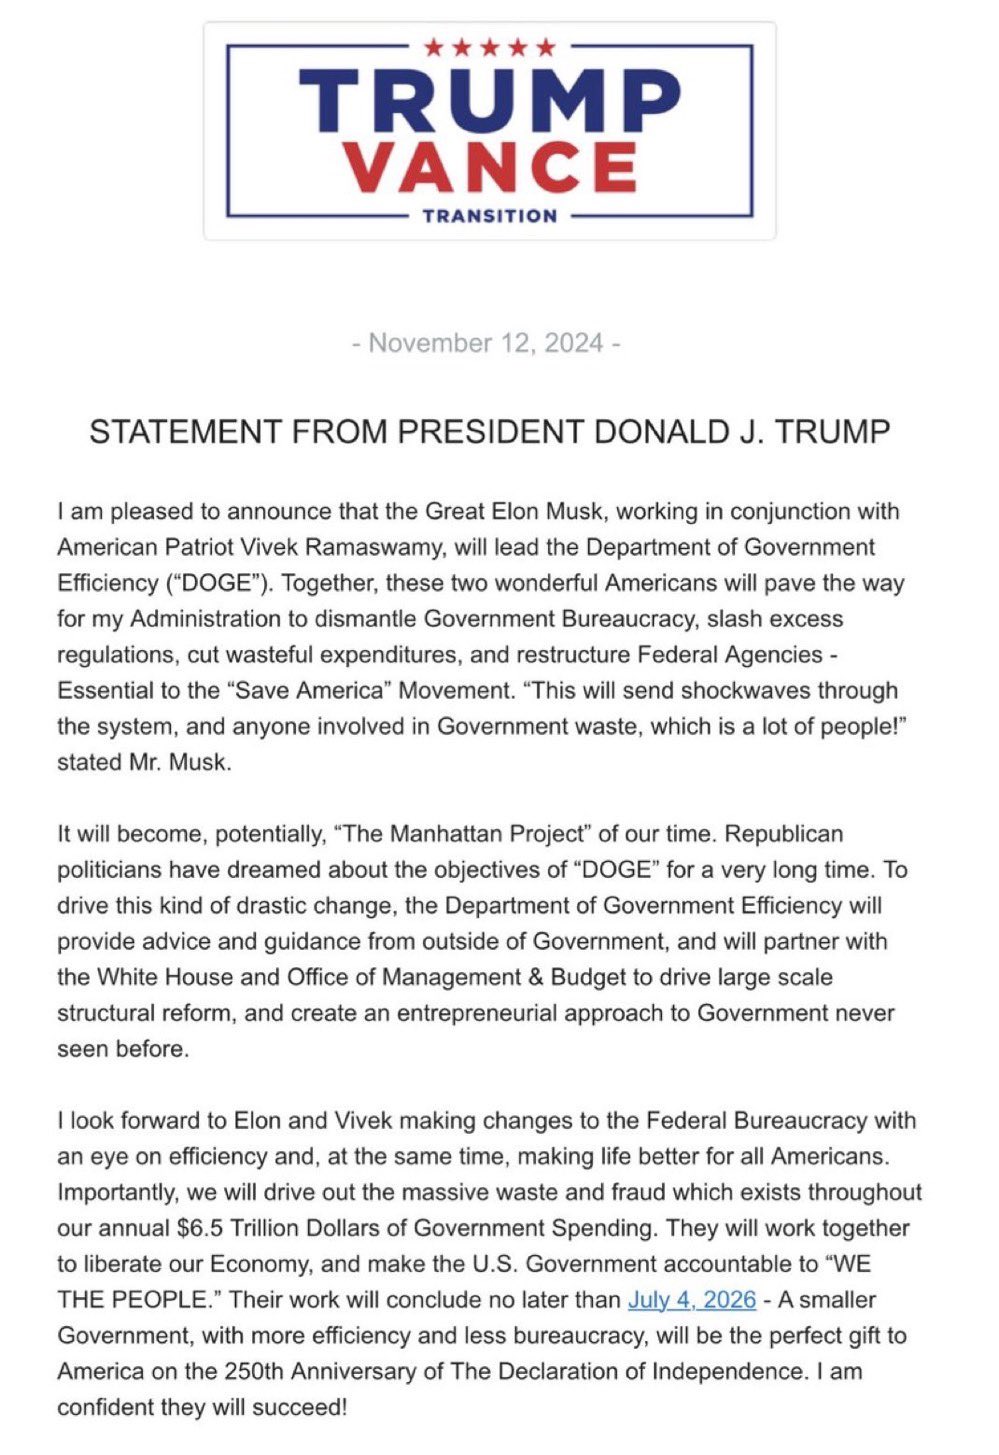 ★★★★★
TRUMP
VANCE
TRANSITION
- November 12, 2024 -
STATEMENT FROM PRESIDENT DONALD J. TRUMP
I am pleased to announce that the Great Elon Musk, working in conjunction with
American Patriot Vivek Ramaswamy, will lead the Department of Government
Efficiency (“DOGE”). Together, these two wonderful Americans will pave the way
for my Administration to dismantle Government Bureaucracy, slash excess
regulations, cut wasteful expenditures, and restructure Federal Agencies -
Essential to the “Save America” Movement. “This will send shockwaves through
the system, and anyone involved in Government waste, which is a lot of people!”
stated Mr. Musk.
It will become, potentially, “The Manhattan Project” of our time. Republican
politicians have dreamed about the objectives of “DOGE” for a very long time. To
drive this kind of drastic change, the Department of Government Efficiency will
provide advice and guidance from outside of Government, and will partner with
the White House and Office of Management & Budget to drive large scale
structural reform, and create an entrepreneurial approach to Government never
seen before.
I look forward to Elon and Vivek making changes to the Federal Bureaucracy with
an eye on efficiency and, at the same time, making life better for all Americans.
Importantly, we will drive out the massive waste and fraud which exists throughout
our annual $6.5 Trillion Dollars of Government Spending. They will work together
to liberate our Economy, and make the U.S. Government accountable to “WE
THE PEOPLE.” Their work will conclude no later than July 4, 2026 - A smaller
Government, with more efficiency and less bureaucracy, will be the perfect gift to
America on the 250th Anniversary of The Declaration of Independence. I am
confident they will succeed!